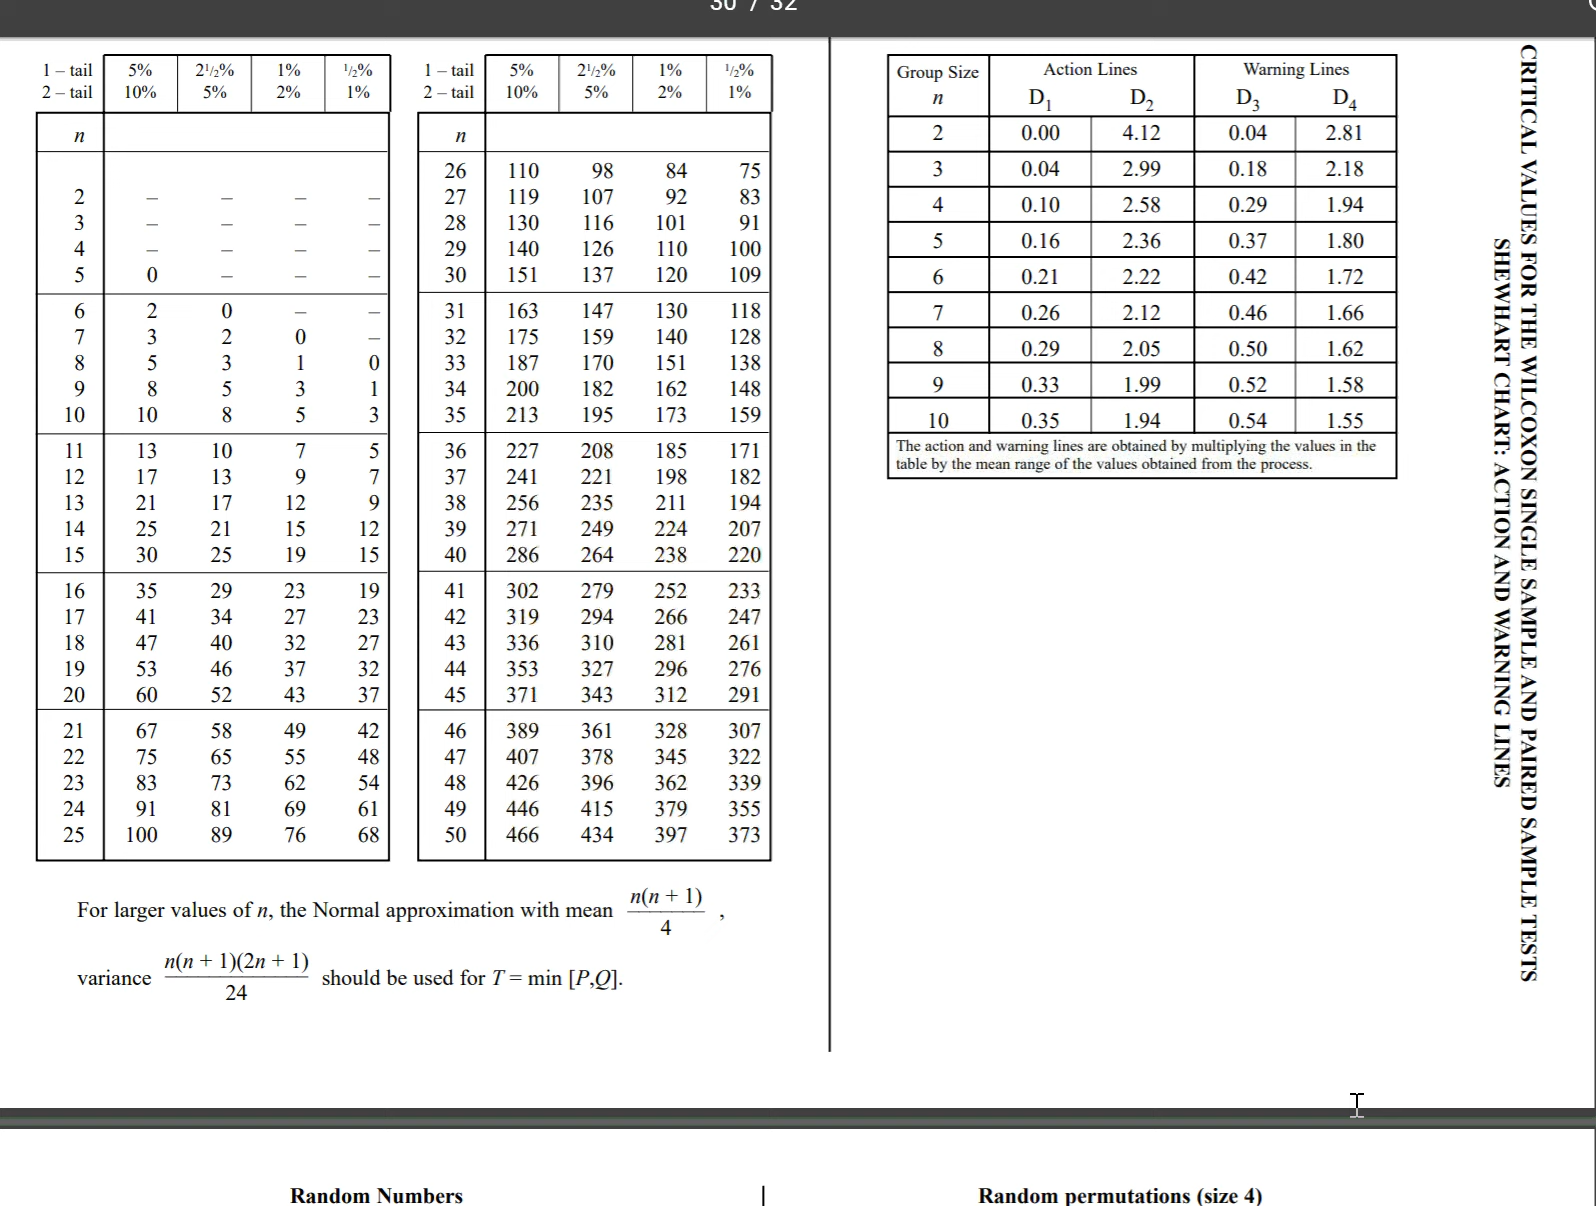 30 / 32
1 – tail 5% 2½% 1% ½%
2 – tail 10% 5% 2% 1%
n
2 – – – –
3 – – – –
4 – – – –
5 0 – – –
6 2 0 – –
7 3 2 0 –
8 5 3 1 0
9 8 5 3 1
10 10 8 5 3
11 13 10 7 5
12 17 13 9 7
13 21 17 12 9
14 25 21 15 12
15 30 25 19 15
16 35 29 23 19
17 41 34 27 23
18 47 40 32 27
19 53 46 37 32
20 60 52 43 37
21 67 58 49 42
22 75 65 55 48
23 83 73 62 54
24 91 81 69 61
25 100 89 76 68
1 – tail 5% 2½% 1% ½%
2 – tail 10% 5% 2% 1%
n
26 110 98 84 75
27 119 107 92 83
28 130 116 101 91
29 140 126 110 100
30 151 137 120 109
31 163 147 130 118
32 175 159 140 128
33 187 170 151 138
34 200 182 162 148
35 213 195 173 159
36 227 208 185 171
37 241 221 198 182
38 256 235 211 194
39 271 249 224 207
40 286 264 238 220
41 302 279 252 233
42 319 294 266 247
43 336 310 281 261
44 353 327 296 276
45 371 343 312 291
46 389 361 328 307
47 407 378 345 322
48 426 396 362 339
49 446 415 379 355
50 466 434 397 373
For larger values of n, the Normal approximation with mean n(n + 1)/4 ,
variance n(n + 1)(2n + 1)/24 should be used for T = min [P,Q].
Group Size Action Lines Warning Lines
n D₁ D₂ D₃ D₄
2 0.00 4.12 0.04 2.81
3 0.04 2.99 0.18 2.18
4 0.10 2.58 0.29 1.94
5 0.16 2.36 0.37 1.80
6 0.21 2.22 0.42 1.72
7 0.26 2.12 0.46 1.66
8 0.29 2.05 0.50 1.62
9 0.33 1.99 0.52 1.58
10 0.35 1.94 0.54 1.55
The action and warning lines are obtained by multiplying the values in the
table by the mean range of the values obtained from the process.
CRITICAL VALUES FOR THE WILCOXON SINGLE SAMPLE AND PAIRED SAMPLE TESTS
SHEWHART CHART: ACTION AND WARNING LINES
Random Numbers
Random permutations (size 4)